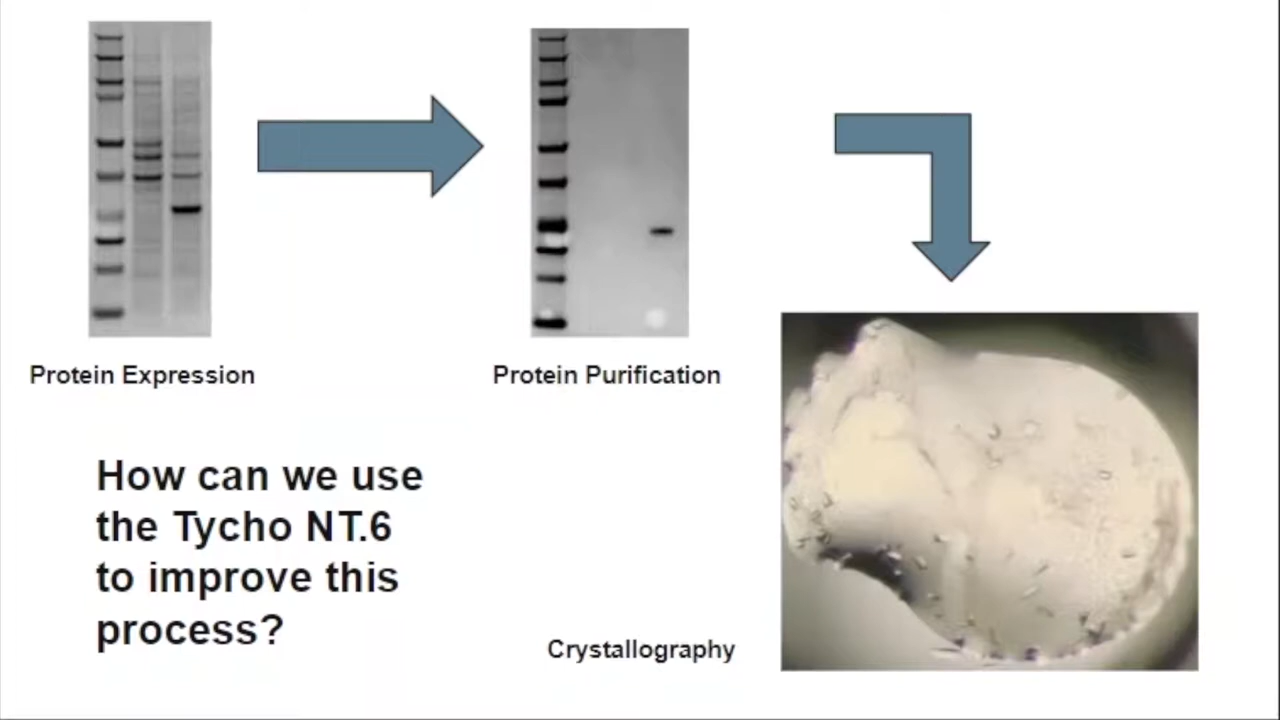 Protein Expression
Protein Purification
How can we use
the Tycho NT.6
to improve this
process?
Crystallography